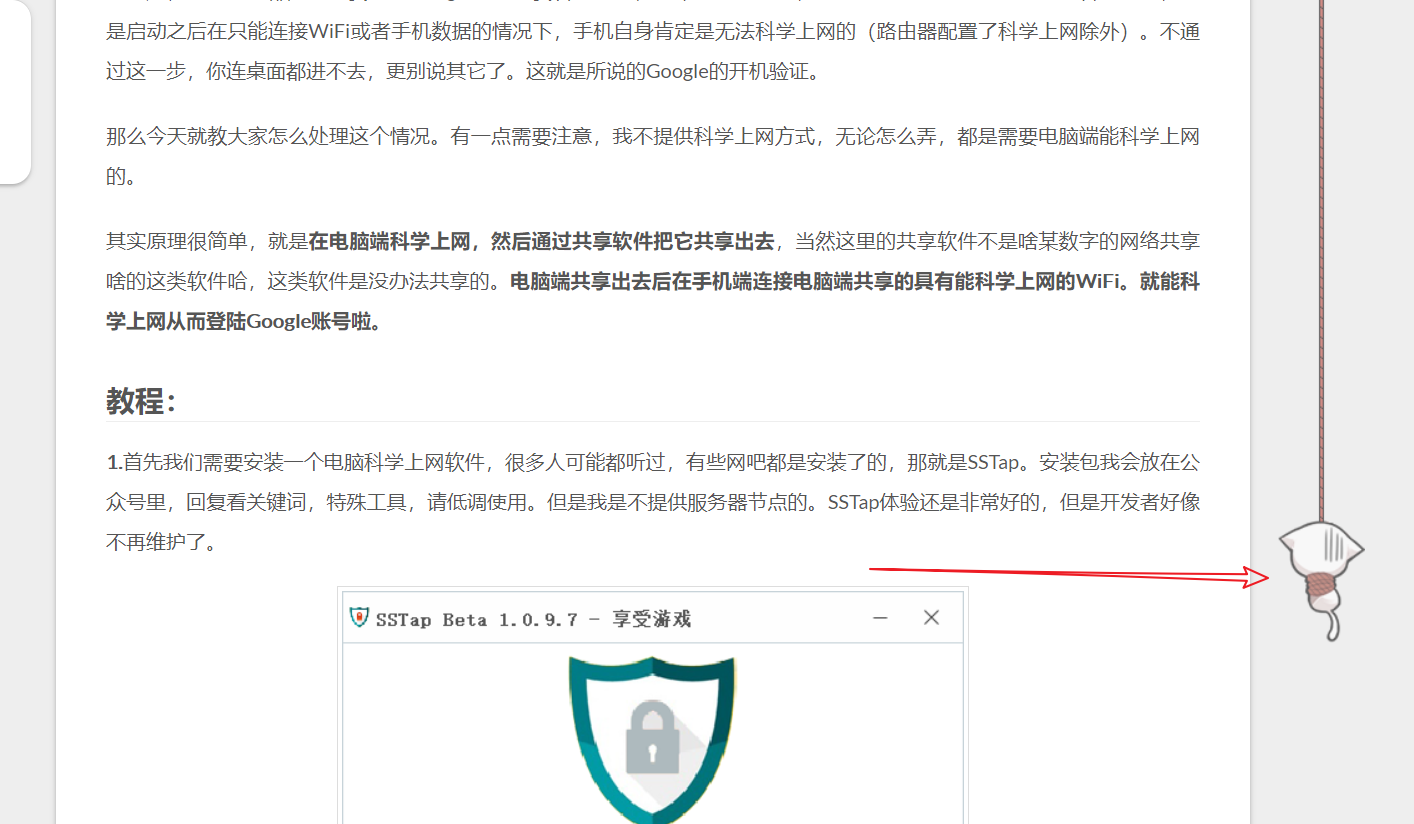 是启动之后在只能连接WiFi或者手机数据的情况下，手机自身肯定是无法科学上网的（路由器配置了科学上网除外）。不通
过这一步，你连桌面都进不去，更别说其它了。这就是所说的Google的开机验证。
那么今天就教大家怎么处理这个情况。有一点需要注意，我不提供科学上网方式，无论怎么弄，都是需要电脑端能科学上网
的。
其实原理很简单，就是在电脑端科学上网，然后通过共享软件把它共享出去，当然这里的共享软件不是啥某数字的网络共享
啥的这类软件哈，这类软件是没办法共享的。电脑端共享出去后在手机端连接电脑端共享的具有能科学上网的WiFi。就能科
学上网从而登陆Google账号啦。
教程：
1.首先我们需要安装一个电脑科学上网软件，很多人可能都听过，有些网吧都是安装了的，那就是SSTap。安装包我会放在公
众号里，回复看关键词，特殊工具，请低调使用。但是我是不提供服务器节点的。SSTap体验还是非常好的，但是开发者好像
不再维护了。
SSTap Beta 1.0.9.7 - 享受游戏